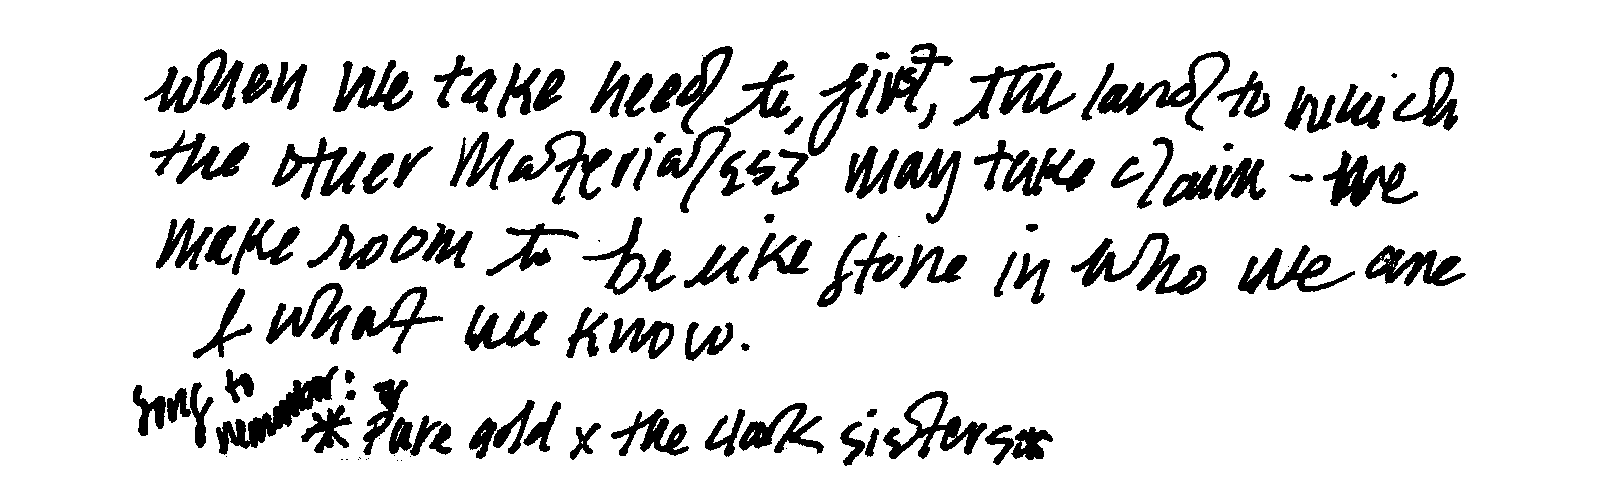 when we take heed to, first, the land to which
the other material[s] may take claim - we
make room to be like stone in who we are
& what we know.
song to remember: * Pure gold x the clark sisters *